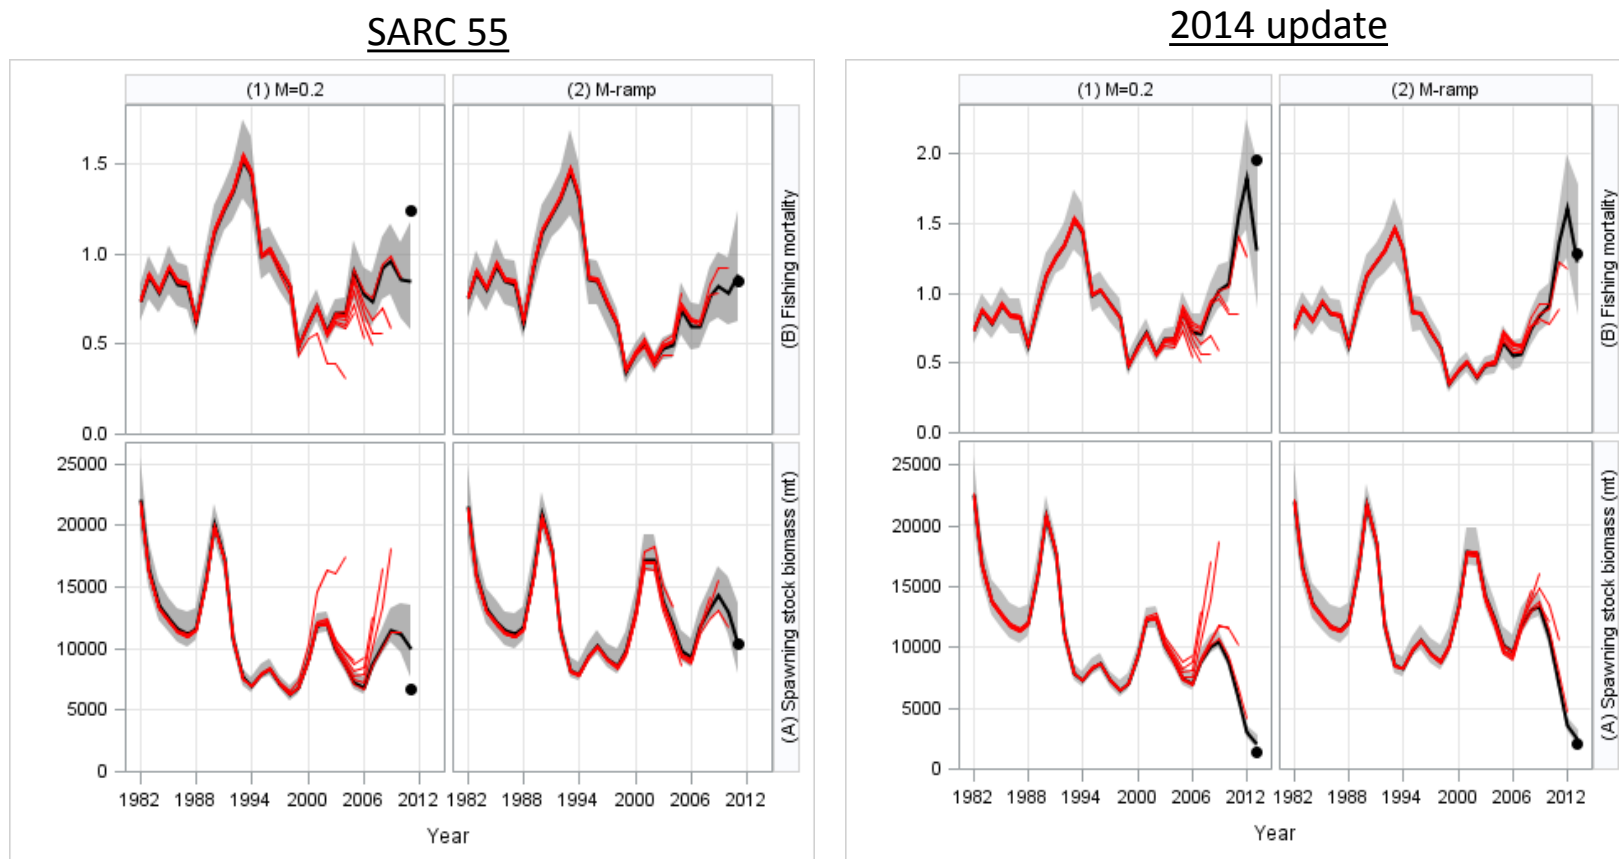 SARC 55
(1) M=0.2
(2) M-ramp
1.5
1.0
0.5
0.0
(B) Fishing mortality
25000
20000
15000
10000
5000
0
(A) Spawning stock biomass (mt)
1982 1988 1994 2000 2006 2012 1982 1988 1994 2000 2006 2012
Year
2014 update
(1) M=0.2
(2) M-ramp
2.0
1.5
1.0
0.5
0.0
(B) Fishing mortality
25000
20000
15000
10000
5000
0
(A) Spawning stock biomass (mt)
1982 1988 1994 2000 2006 2012 1982 1988 1994 2000 2006 2012
Year